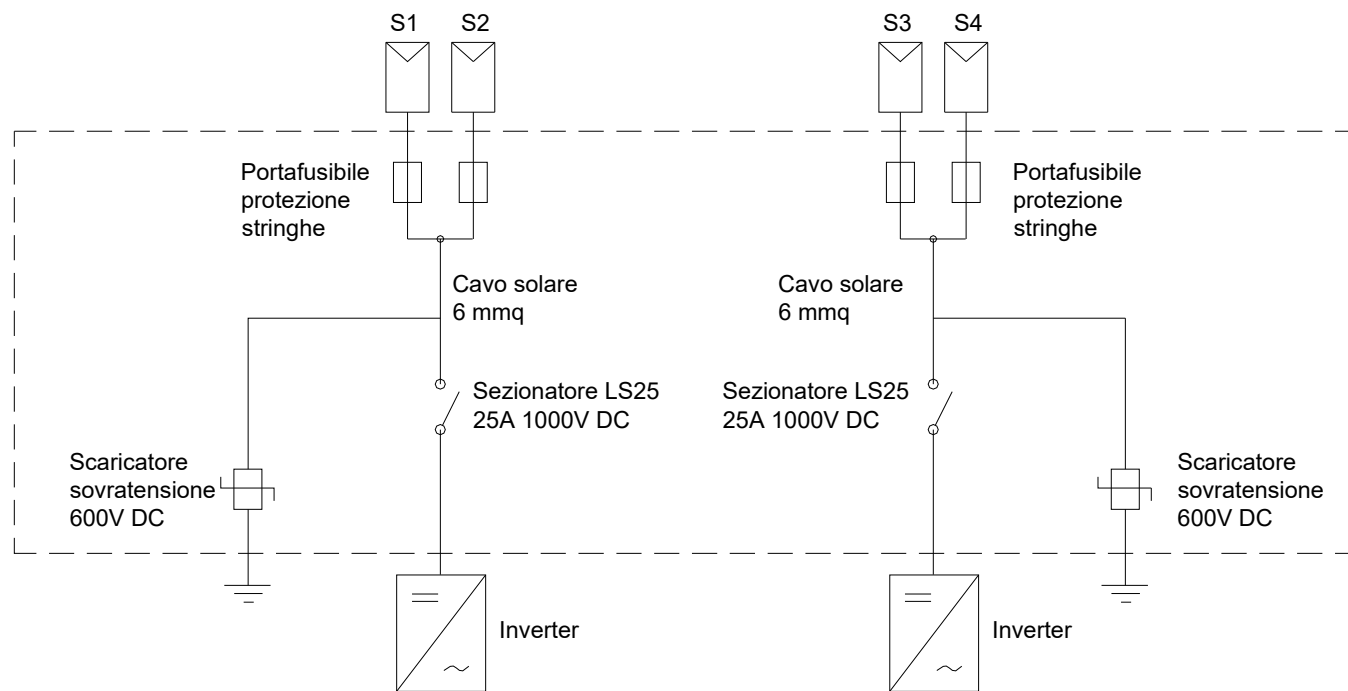 S1
S2
S3
S4
Portafusibile
protezione
stringhe
Portafusibile
protezione
stringhe
Cavo solare
6 mmq
Cavo solare
6 mmq
Sezionatore LS25
25A 1000V DC
Sezionatore LS25
25A 1000V DC
Scaricatore
sovratensione
600V DC
Scaricatore
sovratensione
600V DC
Inverter
Inverter